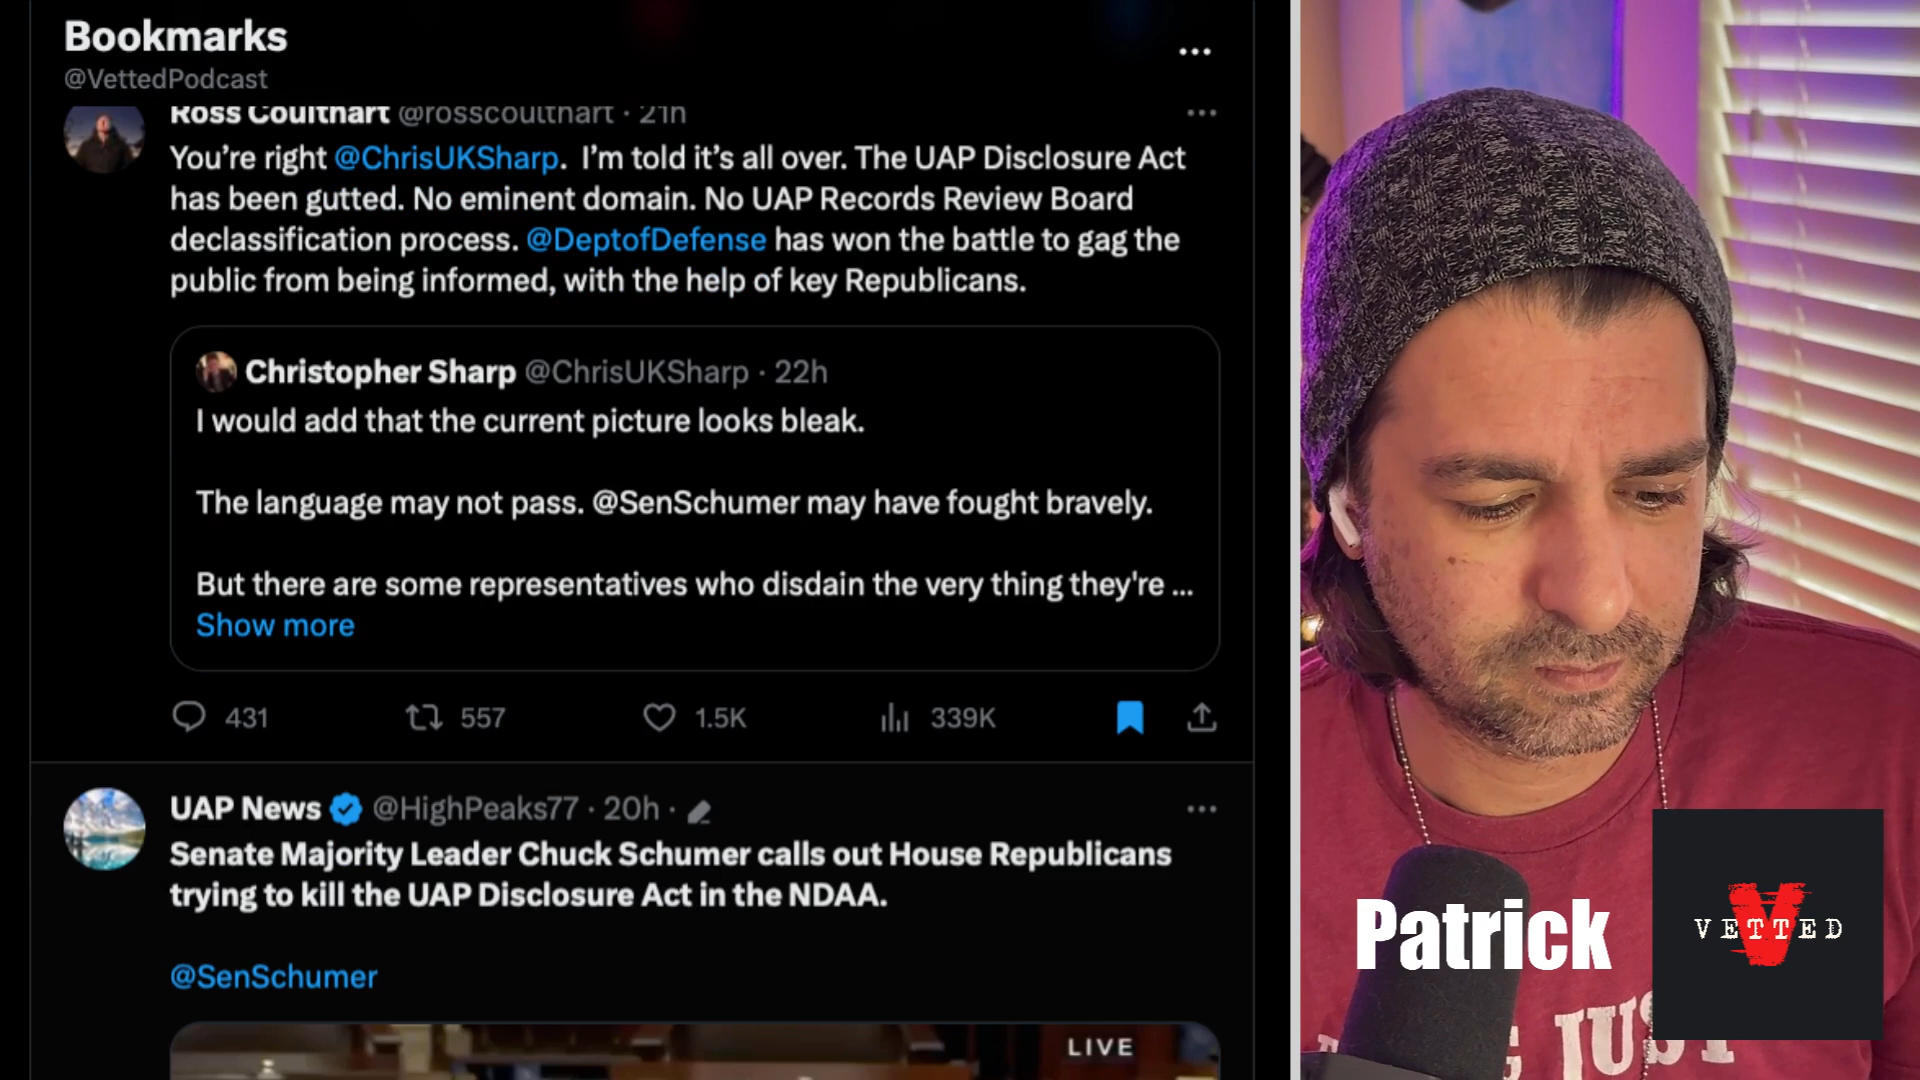 Bookmarks
@VettedPodcast
Ross Coulthart @rosscoulthart · 21h
You're right @ChrisUKSharp. I'm told it's all over. The UAP Disclosure Act
has been gutted. No eminent domain. No UAP Records Review Board
declassification process. @DeptofDefense has won the battle to gag the
public from being informed, with the help of key Republicans.
Christopher Sharp @ChrisUKSharp · 22h
I would add that the current picture looks bleak.
The language may not pass. @SenSchumer may have fought bravely.
But there are some representatives who disdain the very thing they're ...
Show more
431 557 1.5K 339K
UAP News @HighPeaks77 · 20h ·
Senate Majority Leader Chuck Schumer calls out House Republicans
trying to kill the UAP Disclosure Act in the NDAA.
@SenSchumer
LIVE
Patrick
VETTED
JUST